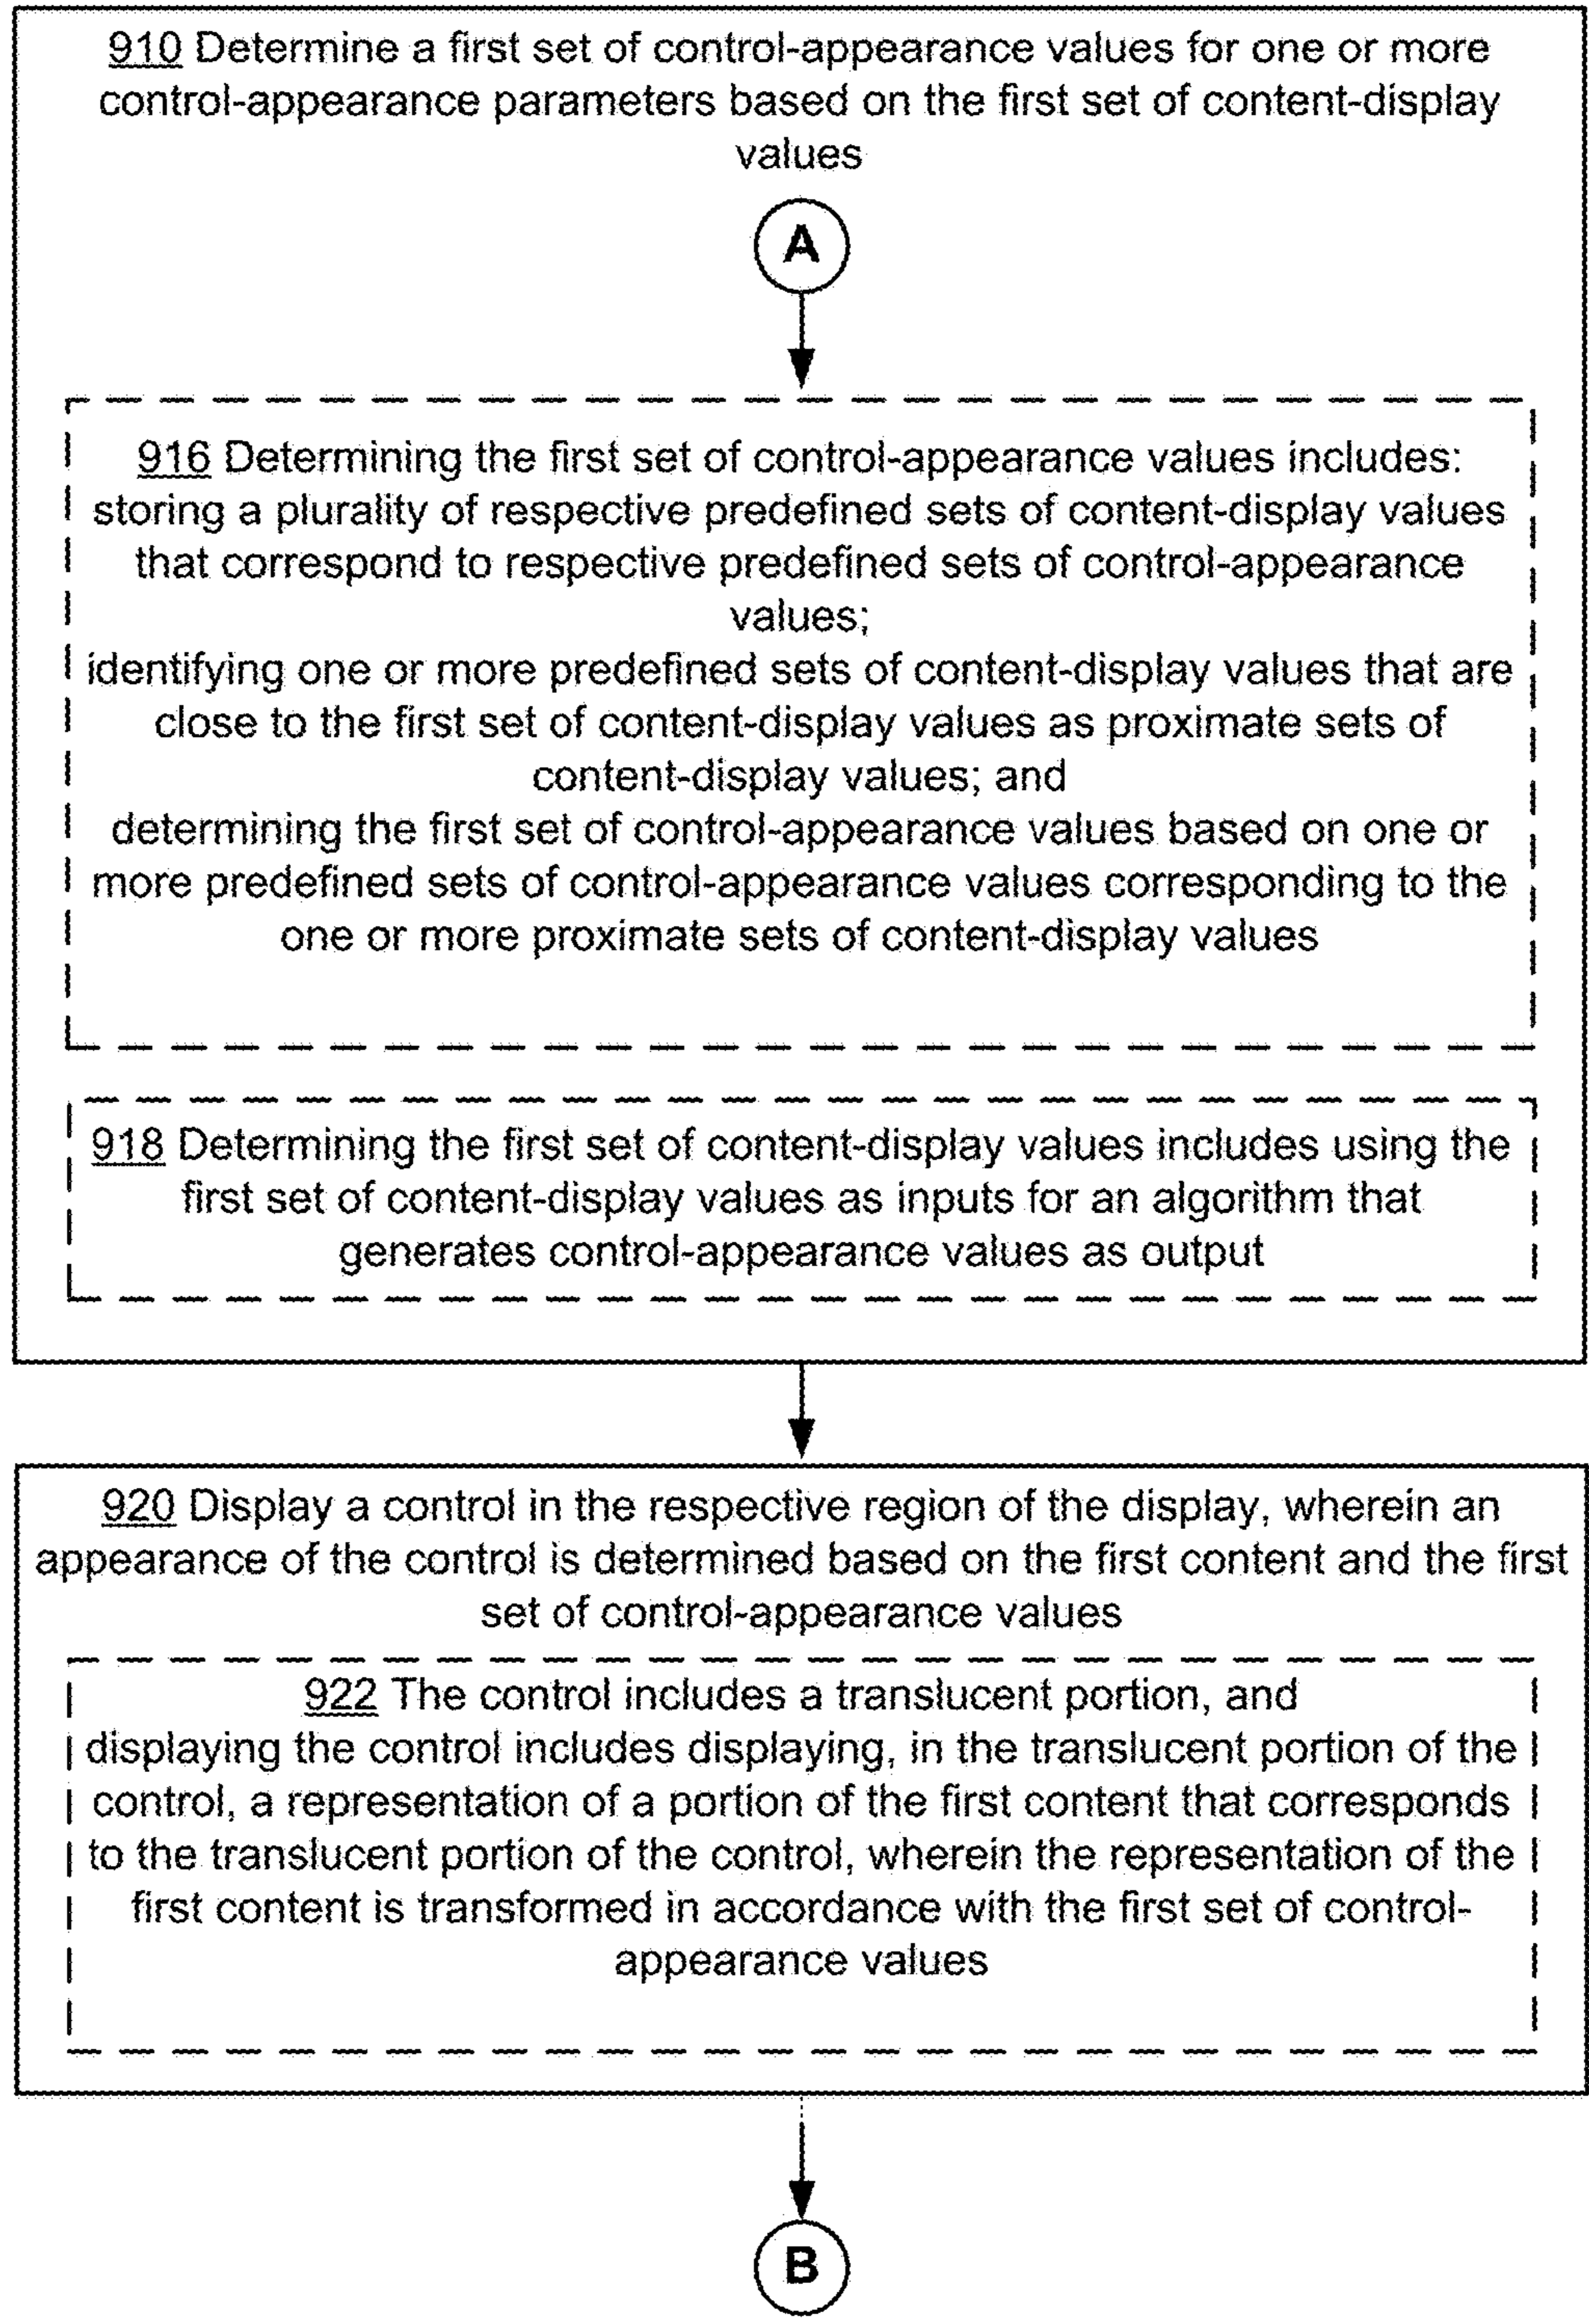 910 Determine a first set of control-appearance values for one or more
control-appearance parameters based on the first set of content-display
values
A
916 Determining the first set of control-appearance values includes:
storing a plurality of respective predefined sets of content-display values
that correspond to respective predefined sets of control-appearance
values;
identifying one or more predefined sets of content-display values that are
close to the first set of content-display values as proximate sets of
content-display values; and
determining the first set of control-appearance values based on one or
more predefined sets of control-appearance values corresponding to the
one or more proximate sets of content-display values
918 Determining the first set of content-display values includes using the
first set of content-display values as inputs for an algorithm that
generates control-appearance values as output
920 Display a control in the respective region of the display, wherein an
appearance of the control is determined based on the first content and the first
set of control-appearance values
922 The control includes a translucent portion, and
displaying the control includes displaying, in the translucent portion of the
control, a representation of a portion of the first content that corresponds
to the translucent portion of the control, wherein the representation of the
first content is transformed in accordance with the first set of control-
appearance values
B